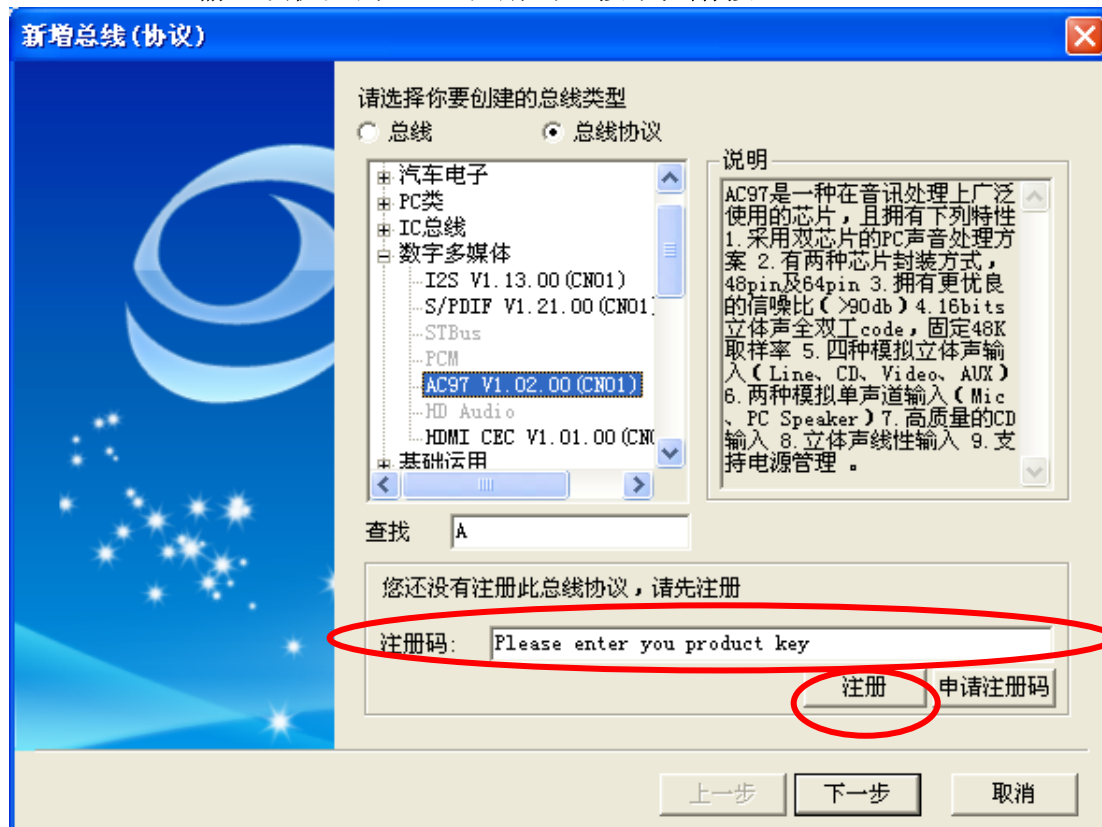 新增总线(协议)
请选择你要创建的总线类型
总线
总线协议
汽车电子
PC类
IC总线
数字多媒体
I2S V1.13.00(CN01)
S/PDIF V1.21.00(CN01
STBus
PCM
AC97 V1.02.00(CN01)
HD Audio
HDMI CEC V1.01.00(CN
基础运用
说明
AC97是一种在音讯处理上广泛
使用的芯片，且拥有下列特性
1.采用双芯片的PC声音处理方
案 2.有两种芯片封装方式，
48pin及64pin 3.拥有更优良
的信噪比(>90db)4.16bits
立体声全双工code，固定48K
取样率 5.四种模拟立体声输
入(Line、CD、Video、AUX)
6.两种模拟单声道输入(Mic
、PC Speaker)7.高质量的CD
输入 8.立体声线性输入 9.支
持电源管理 。
查找
A
您还没有注册此总线协议，请先注册
注册码:
Please enter you product key
注册
申请注册码
上一步
下一步
取消